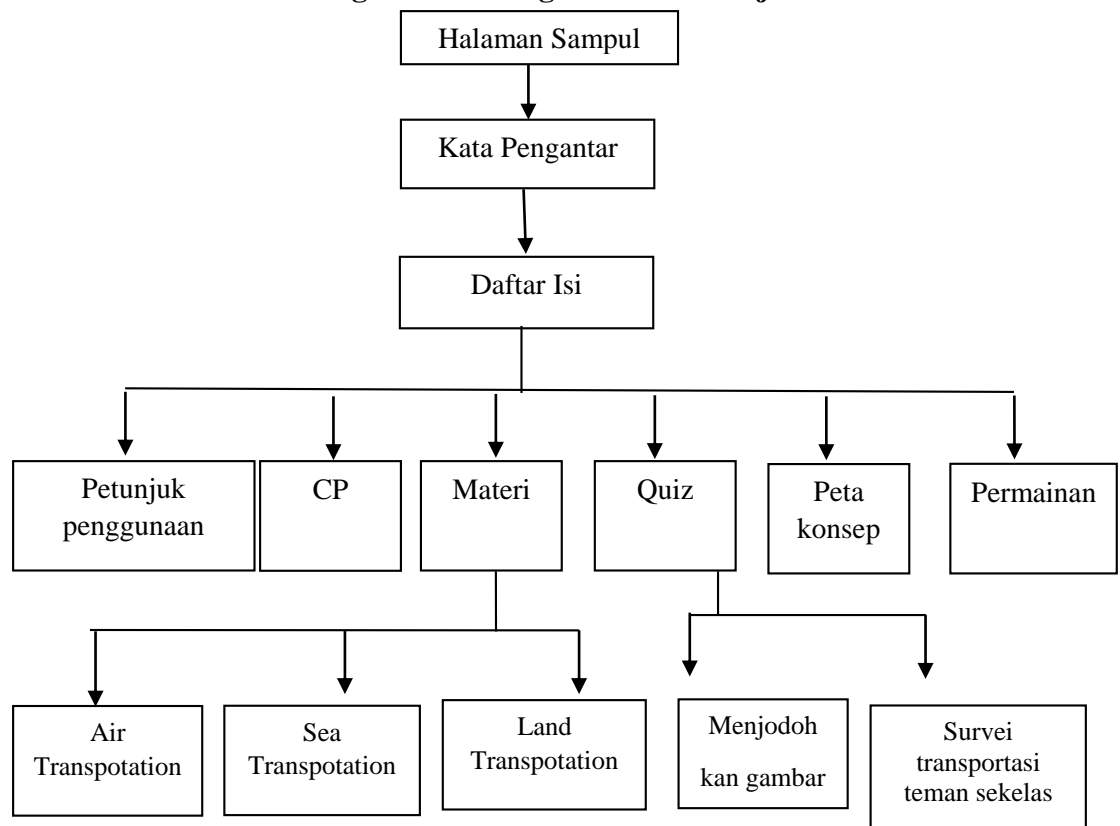 Halaman Sampul
Kata Pengantar
Daftar Isi
Petunjuk
penggunaan
CP
Materi
Quiz
Peta
konsep
Permainan
Air
Transpotation
Sea
Transpotation
Land
Transpotation
Menjodoh
kan gambar
Survei
transportasi
teman sekelas